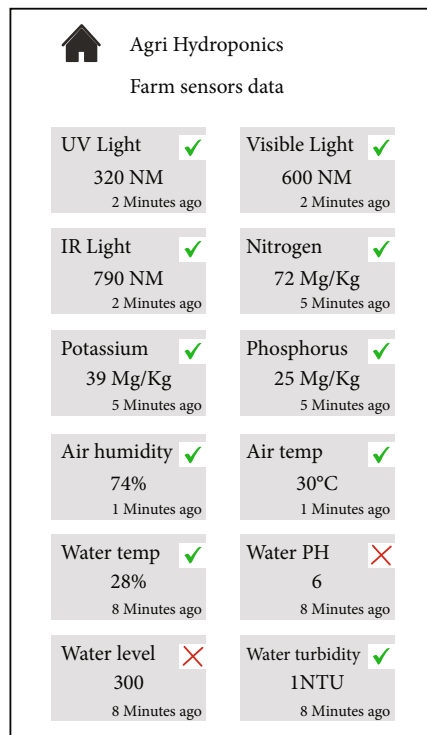 Agri Hydroponics
Farm sensors data
UV Light
320 NM
2 Minutes ago
Visible Light
600 NM
2 Minutes ago
IR Light
790 NM
2 Minutes ago
Nitrogen
72 Mg/Kg
5 Minutes ago
Potassium
39 Mg/Kg
5 Minutes ago
Phosphorus
25 Mg/Kg
5 Minutes ago
Air humidity
74%
1 Minutes ago
Air temp
30°C
1 Minutes ago
Water temp
28%
8 Minutes ago
Water PH
6
8 Minutes ago
Water level
300
8 Minutes ago
Water turbidity
1NTU
8 Minutes ago